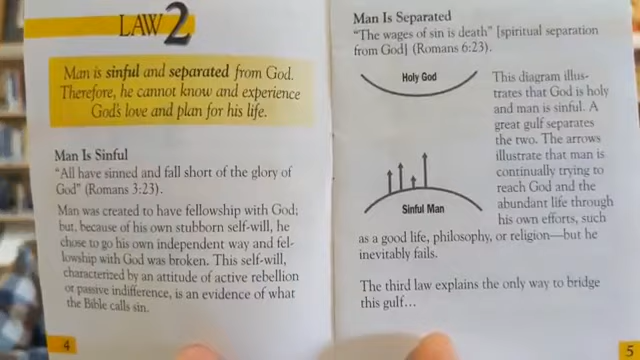 LAW 2
Man is sinful and separated from God.
Therefore, he cannot know and experience
God's love and plan for his life.
Man Is Sinful
"All have sinned and fall short of the glory of
God" (Romans 3:23).
Man was created to have fellowship with God;
but, because of his own stubborn self-will, he
chose to go his own independent way and fel-
lowship with God was broken. This self-will,
characterized by an attitude of active rebellion
or passive indifference, is an evidence of what
the Bible calls sin.
4
Man Is Separated
"The wages of sin is death" [spiritual separation
from God] (Romans 6:23).
Holy God
Sinful Man
This diagram illus-
trates that God is holy
and man is sinful. A
great gulf separates
the two. The arrows
illustrate that man is
continually trying to
reach God and the
abundant life through
his own efforts, such
as a good life, philosophy, or religion—but he
inevitably fails.
The third law explains the only way to bridge
this gulf...
5